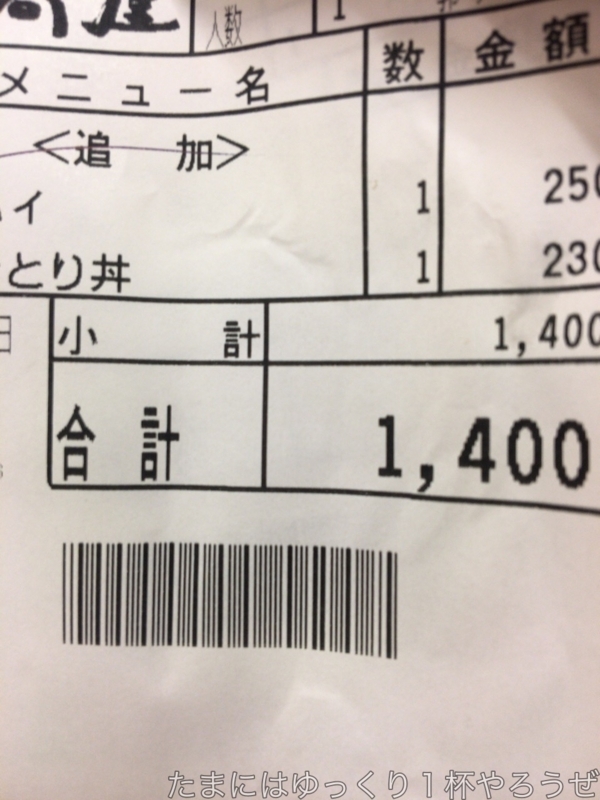 人数 1
メニュー名 数 金額
<追 加>
ハイ 1 250
とり丼 1 230
小 計 1,400
合 計 1,400
たまにはゆっくり１杯やろうぜ